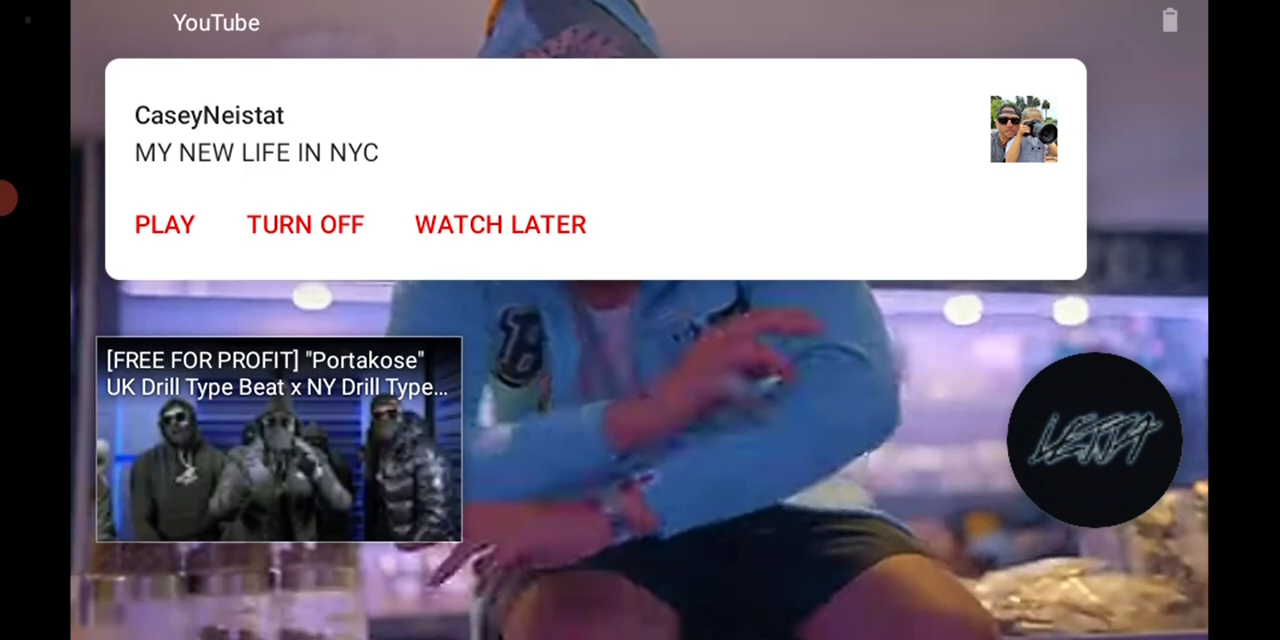 YouTube
CaseyNeistat
MY NEW LIFE IN NYC
PLAY TURN OFF WATCH LATER
[FREE FOR PROFIT] "Portakose"
UK Drill Type Beat x NY Drill Type...